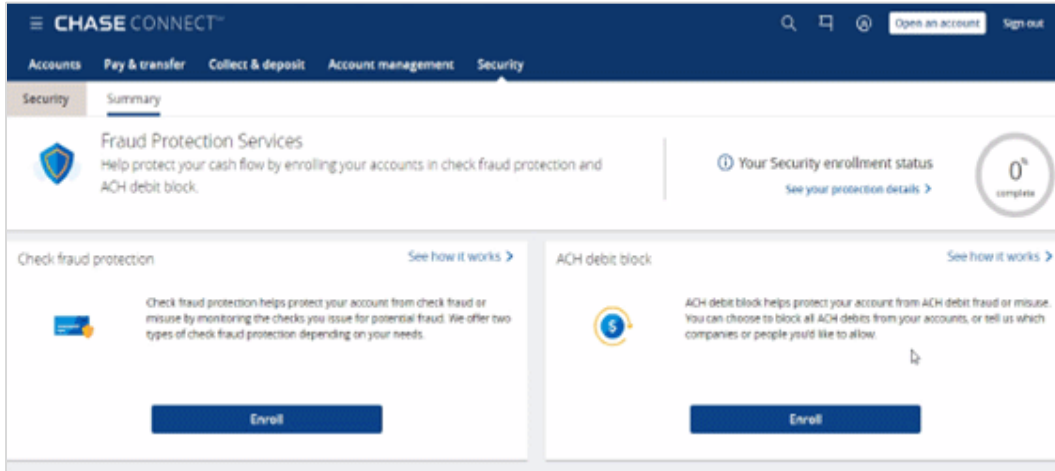 CHASE CONNECT℠
Open an account
Sign out
Accounts Pay & transfer Collect & deposit Account management Security
Security Summary
Fraud Protection Services
Help protect your cash flow by enrolling your accounts in check fraud protection and
ACH debit block.
Your Security enrollment status
See your protection details
0%
complete
Check fraud protection
See how it works
Check fraud protection helps protect your account from check fraud or
misuse by monitoring the checks you issue for potential fraud. We offer two
types of check fraud protection depending on your needs.
Enroll
ACH debit block
See how it works
ACH debit block helps protect your account from ACH debit fraud or misuse.
You can choose to block all ACH debits from your accounts, or tell us which
companies or people you'd like to allow.
Enroll